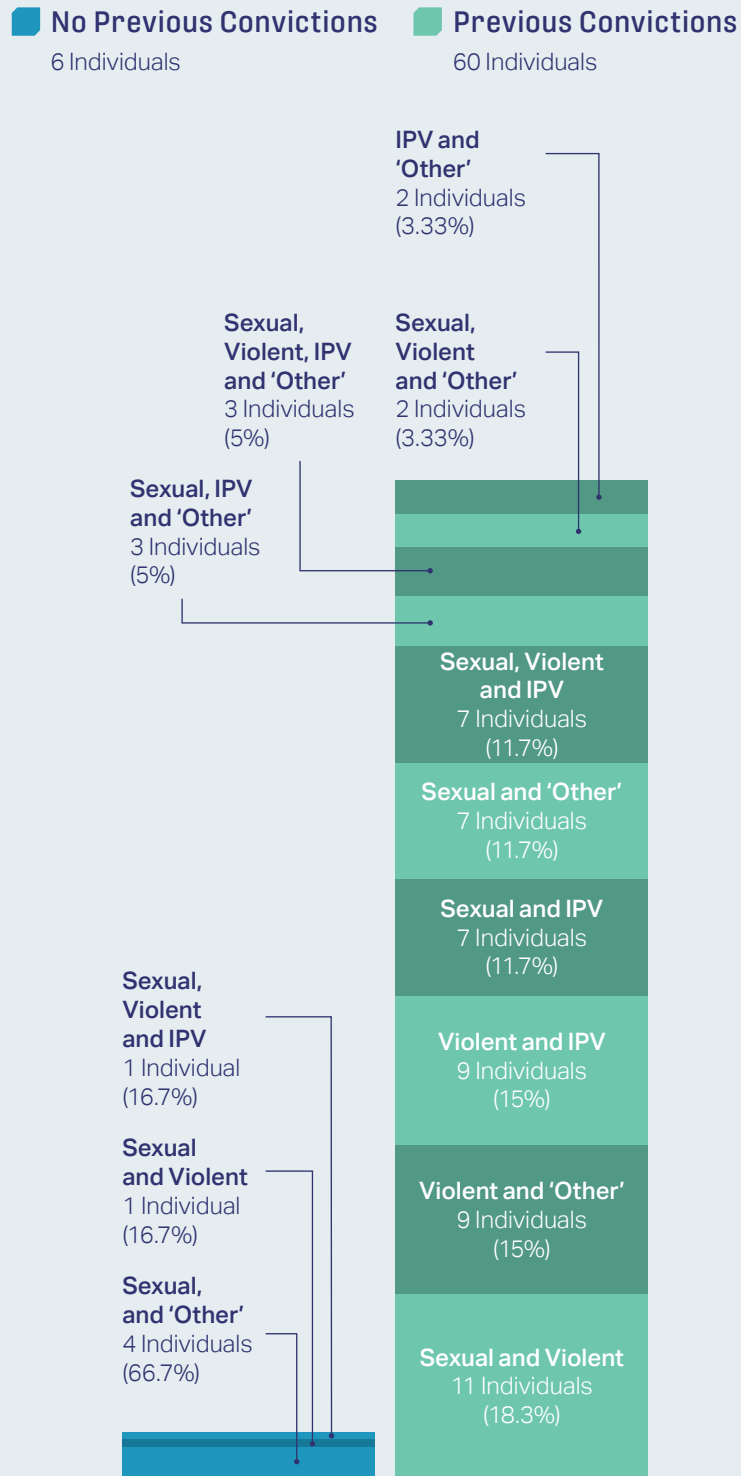 No Previous Convictions
6 Individuals
Previous Convictions
60 Individuals
IPV and
‘Other’
2 Individuals
(3.33%)
Sexual,
Violent, IPV
and ‘Other’
3 Individuals
(5%)
Sexual,
Violent
and ‘Other’
2 Individuals
(3.33%)
Sexual, IPV
and ‘Other’
3 Individuals
(5%)
Sexual, Violent
and IPV
7 Individuals
(11.7%)
Sexual and ‘Other’
7 Individuals
(11.7%)
Sexual and IPV
7 Individuals
(11.7%)
Violent and IPV
9 Individuals
(15%)
Violent and ‘Other’
9 Individuals
(15%)
Sexual and Violent
11 Individuals
(18.3%)
Sexual,
Violent
and IPV
1 Individual
(16.7%)
Sexual
and Violent
1 Individual
(16.7%)
Sexual,
and ‘Other’
4 Individuals
(66.7%)